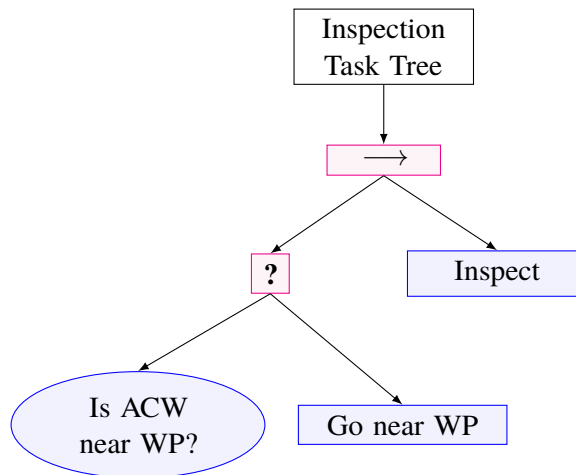 Inspection
Task Tree
→
?
Inspect
Is ACW
near WP?
Go near WP